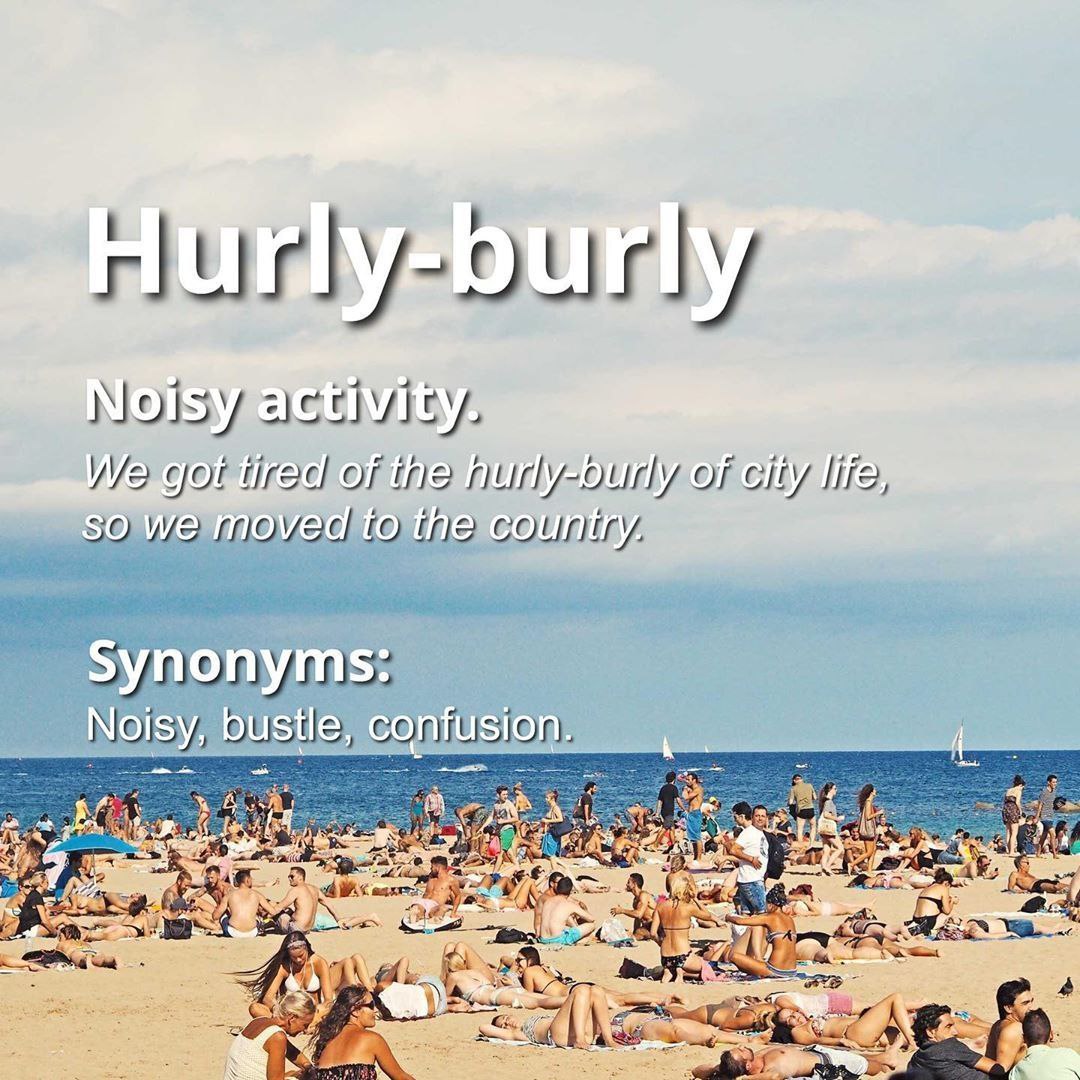 Hurly-burly
Noisy activity.
We got tired of the hurly-burly of city life,
so we moved to the country.
Synonyms:
Noisy, bustle, confusion.